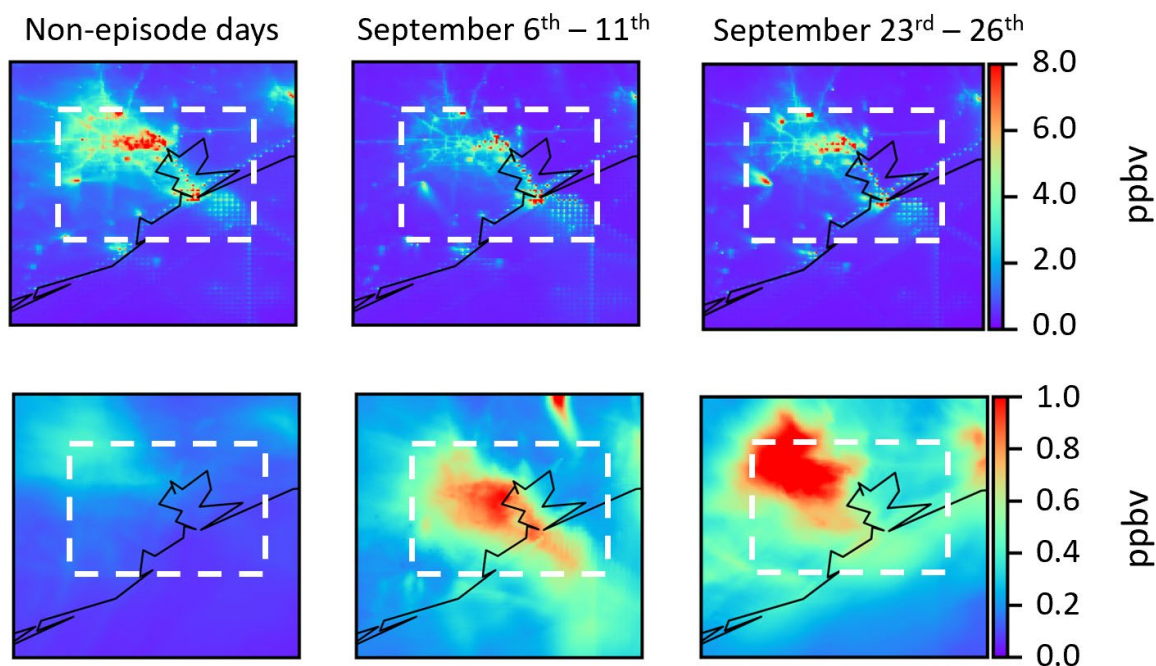 Non-episode days
September 6th – 11th
September 23rd – 26th
8.0
6.0
4.0
2.0
0.0
ppbv
1.0
0.8
0.6
0.4
0.2
0.0
ppbv